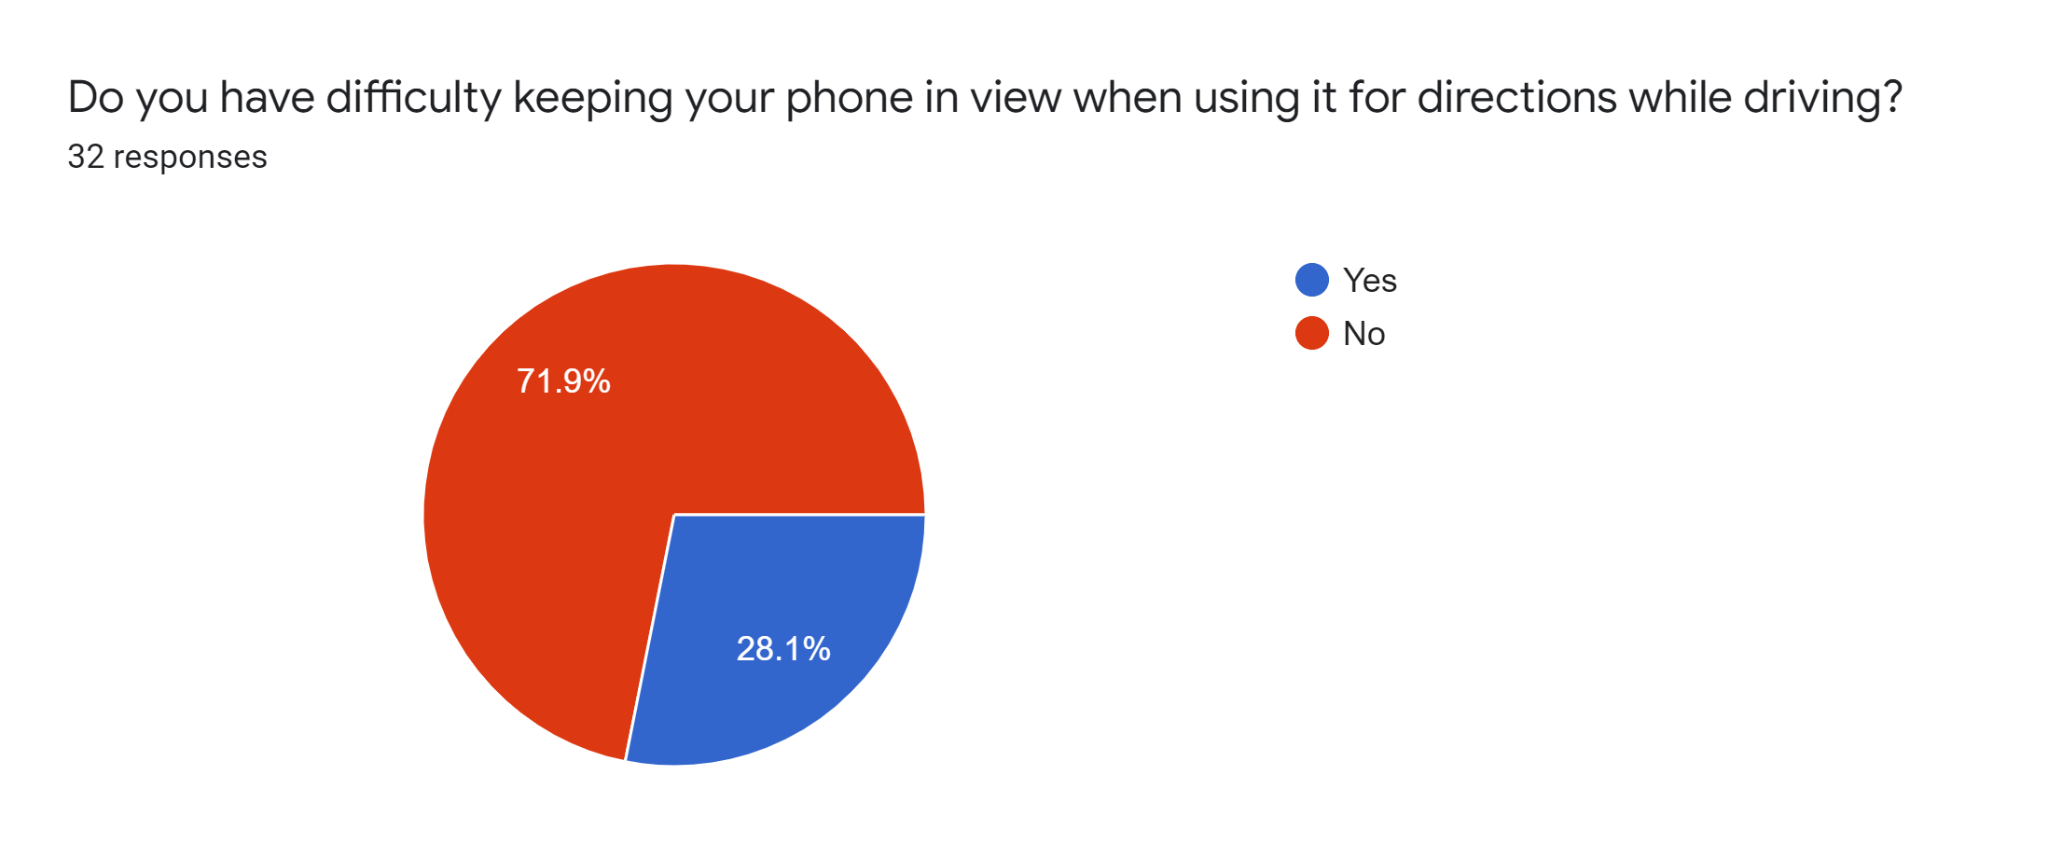 Do you have difficulty keeping your phone in view when using it for directions while driving?
32 responses
Yes
No
71.9%
28.1%